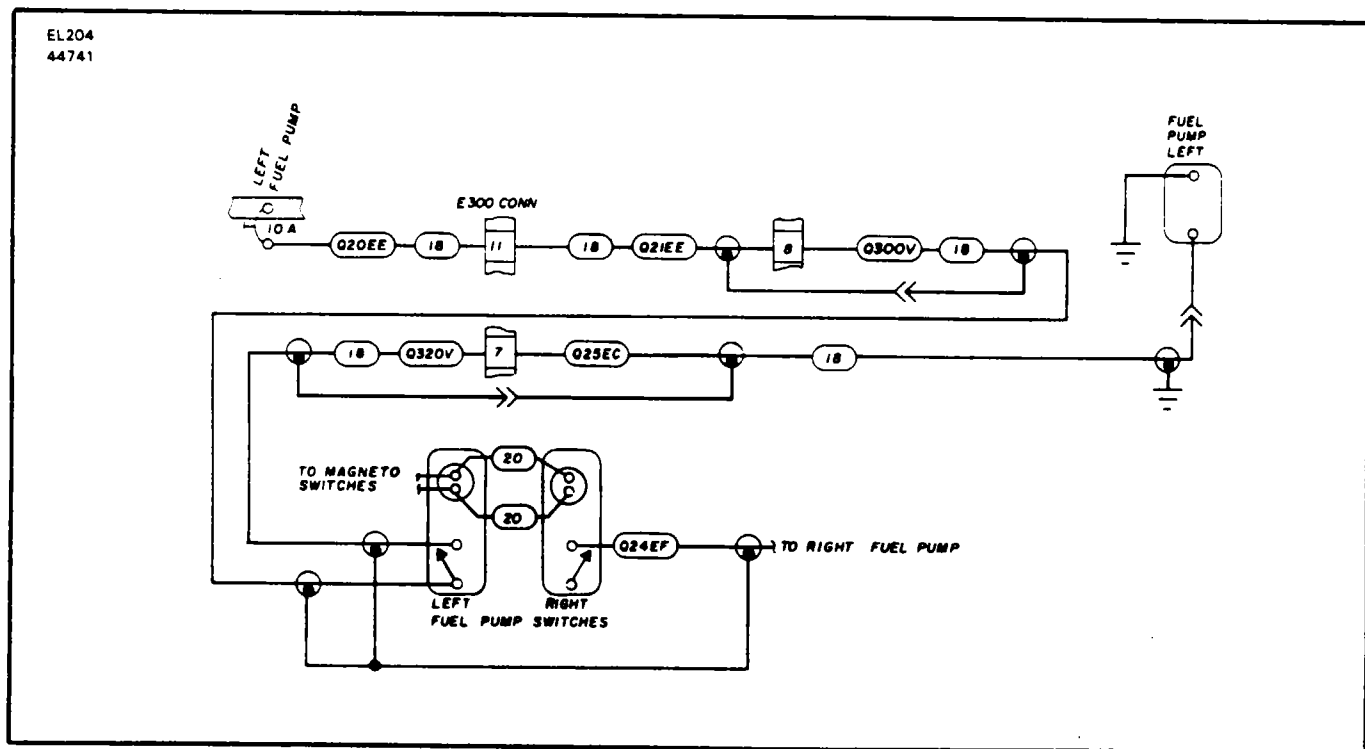 EL204
44741
LEFT
FUEL PUMP
10 A
E300 CONN
Q20EE
18
11
18
Q21EE
8
Q300V
18
FUEL
PUMP
LEFT
18
Q320V
7
Q25EC
18
TO MAGNETO
SWITCHES
20
20
Q24EF
TO RIGHT FUEL PUMP
LEFT
RIGHT
FUEL PUMP SWITCHES